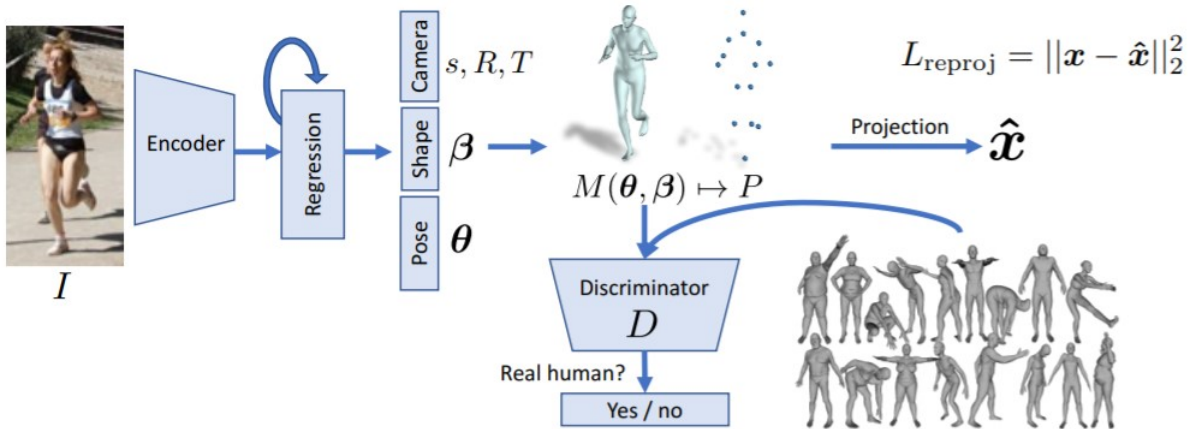 I
Encoder
Regression
Camera
s, R, T
Shape
β
Pose
θ
M(θ, β) ↦ P
L_reproj = ||x − x̂||₂²
Projection
x̂
Discriminator
D
Real human?
Yes / no